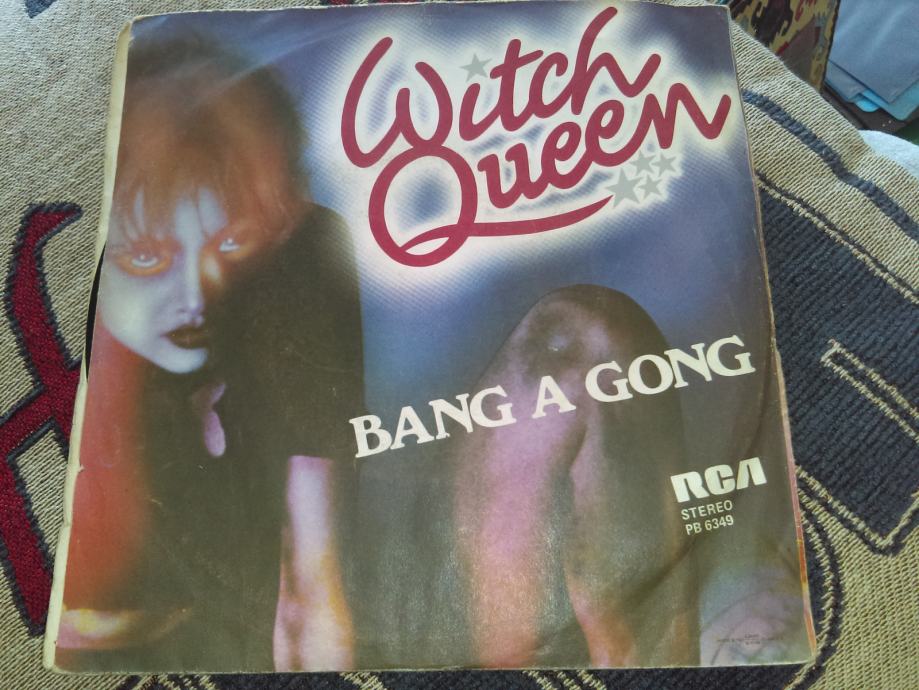 Witch
Queen
BANG A GONG
RCA
STEREO
PB 6349